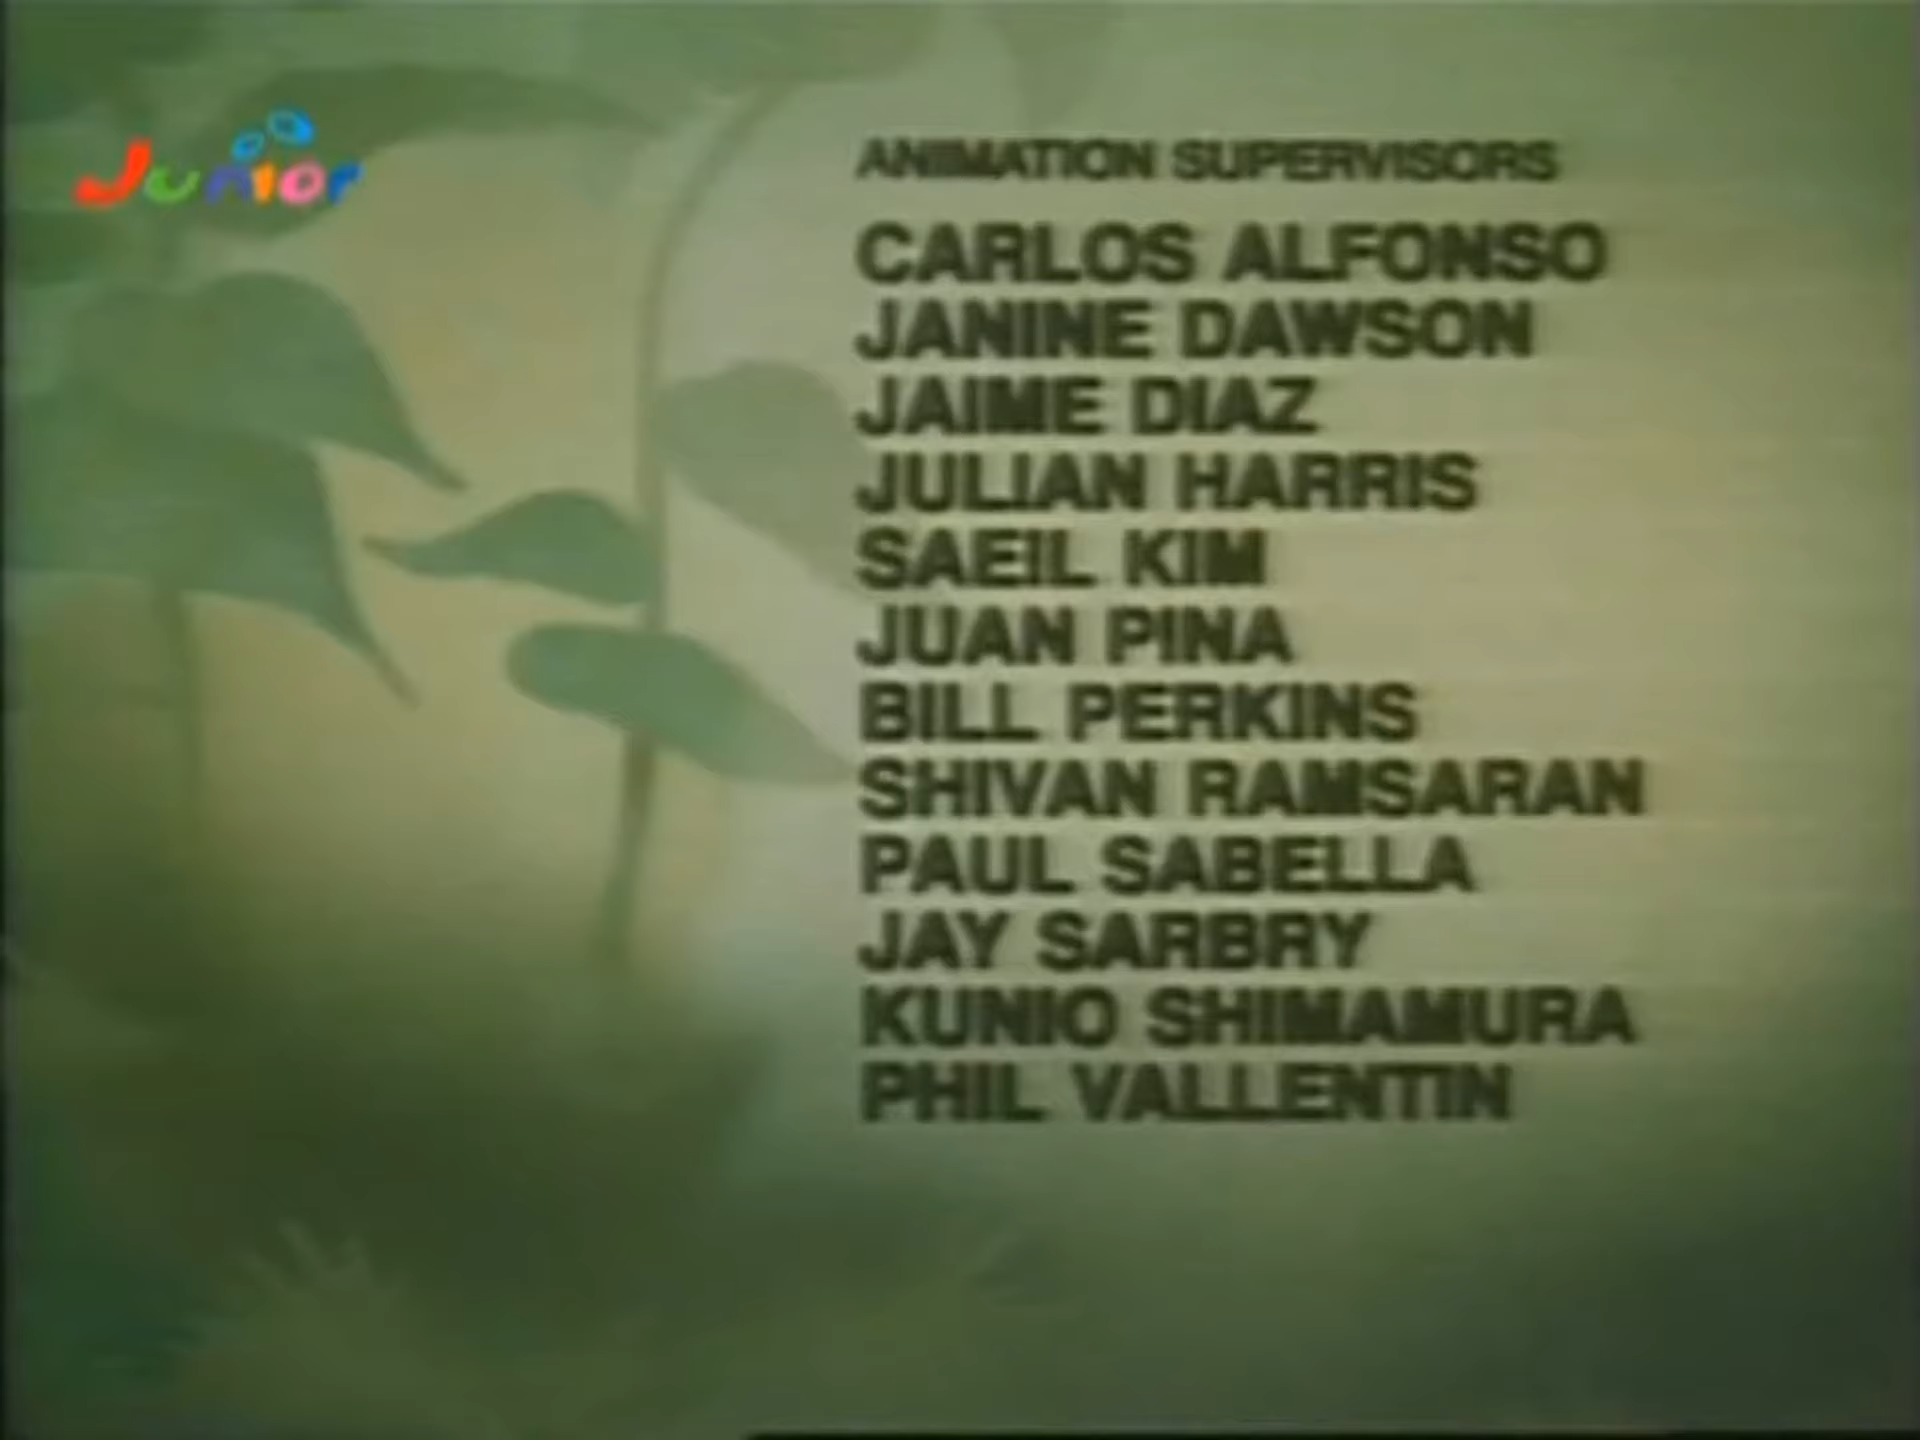 Junior
ANIMATION SUPERVISORS
CARLOS ALFONSO
JANINE DAWSON
JAIME DIAZ
JULIAN HARRIS
SAEIL KIM
JUAN PINA
BILL PERKINS
SHIVAN RAMSARAN
PAUL SABELLA
JAY SARBRY
KUNIO SHIMAMURA
PHIL VALLENTIN